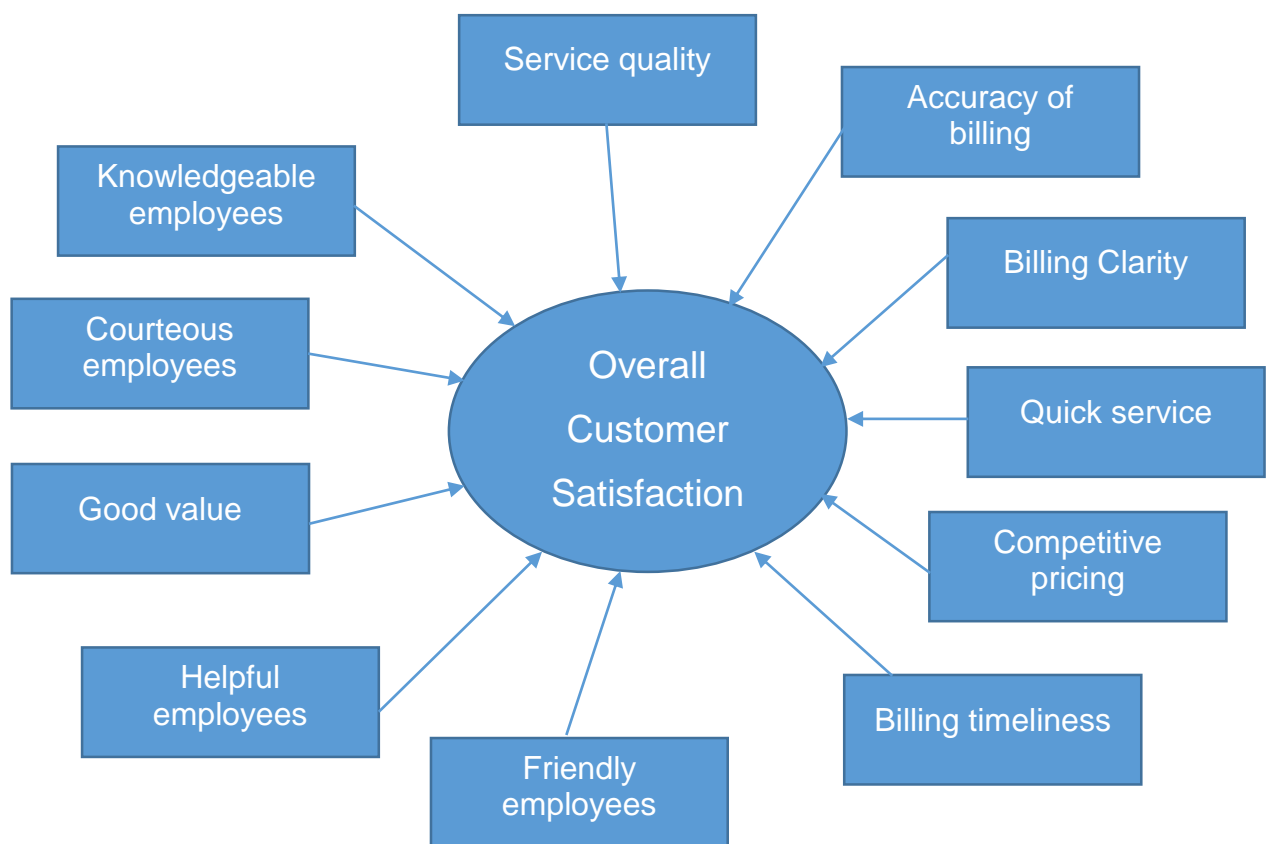 Service quality
Accuracy of
billing
Knowledgeable
employees
Billing Clarity
Courteous
employees
Overall
Customer
Satisfaction
Quick service
Good value
Competitive
pricing
Helpful
employees
Billing timeliness
Friendly
employees